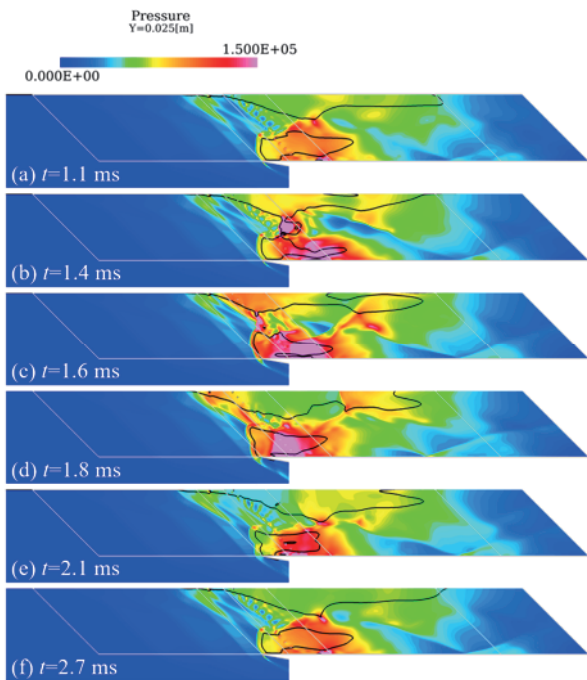 Pressure
Y=0.025[m]
0.000E+00
1.500E+05
(a) t=1.1 ms
(b) t=1.4 ms
(c) t=1.6 ms
(d) t=1.8 ms
(e) t=2.1 ms
(f) t=2.7 ms